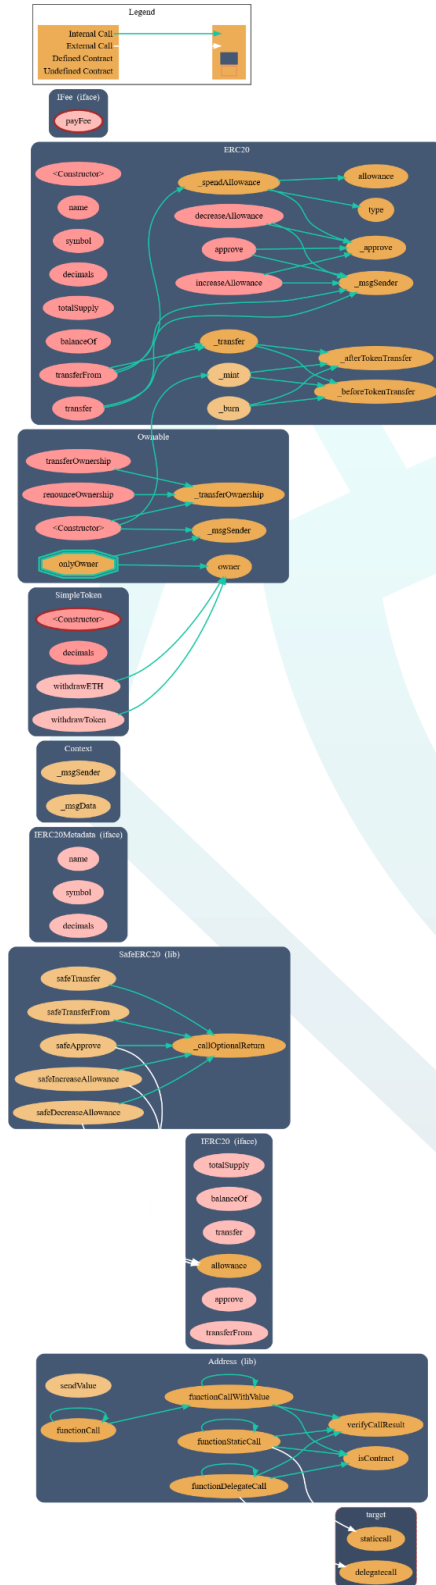 Legend
Internal Call
External Call
Defined Contract
Undefined Contract
IFee (iface)
payFee
ERC20
<Constructor>
name
symbol
decimals
totalSupply
balanceOf
transferFrom
transfer
_spendAllowance
decreaseAllowance
approve
increaseAllowance
_transfer
_mint
_burn
allowance
type
_approve
_msgSender
_afterTokenTransfer
_beforeTokenTransfer
Ownable
transferOwnership
renounceOwnership
<Constructor>
onlyOwner
_transferOwnership
_msgSender
owner
SimpleToken
<Constructor>
decimals
withdrawETH
withdrawToken
Context
_msgSender
_msgData
IERC20Metadata (iface)
name
symbol
decimals
SafeERC20 (lib)
safeTransfer
safeTransferFrom
safeApprove
safeIncreaseAllowance
safeDecreaseAllowance
_callOptionalReturn
IERC20 (iface)
totalSupply
balanceOf
transfer
allowance
approve
transferFrom
Address (lib)
sendValue
functionCall
functionCallWithValue
functionStaticCall
functionDelegateCall
verifyCallResult
isContract
target
staticcall
delegatecall